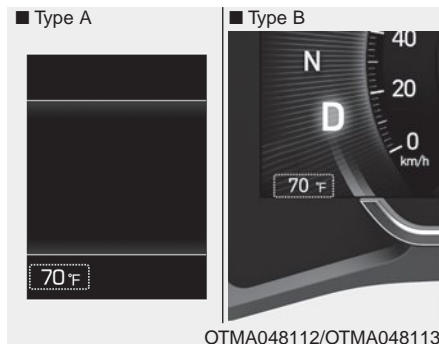 ■ Type A
70°F
■ Type B
40
N
20
D
0
km/h
70 °F
OTMA048112/OTMA048113